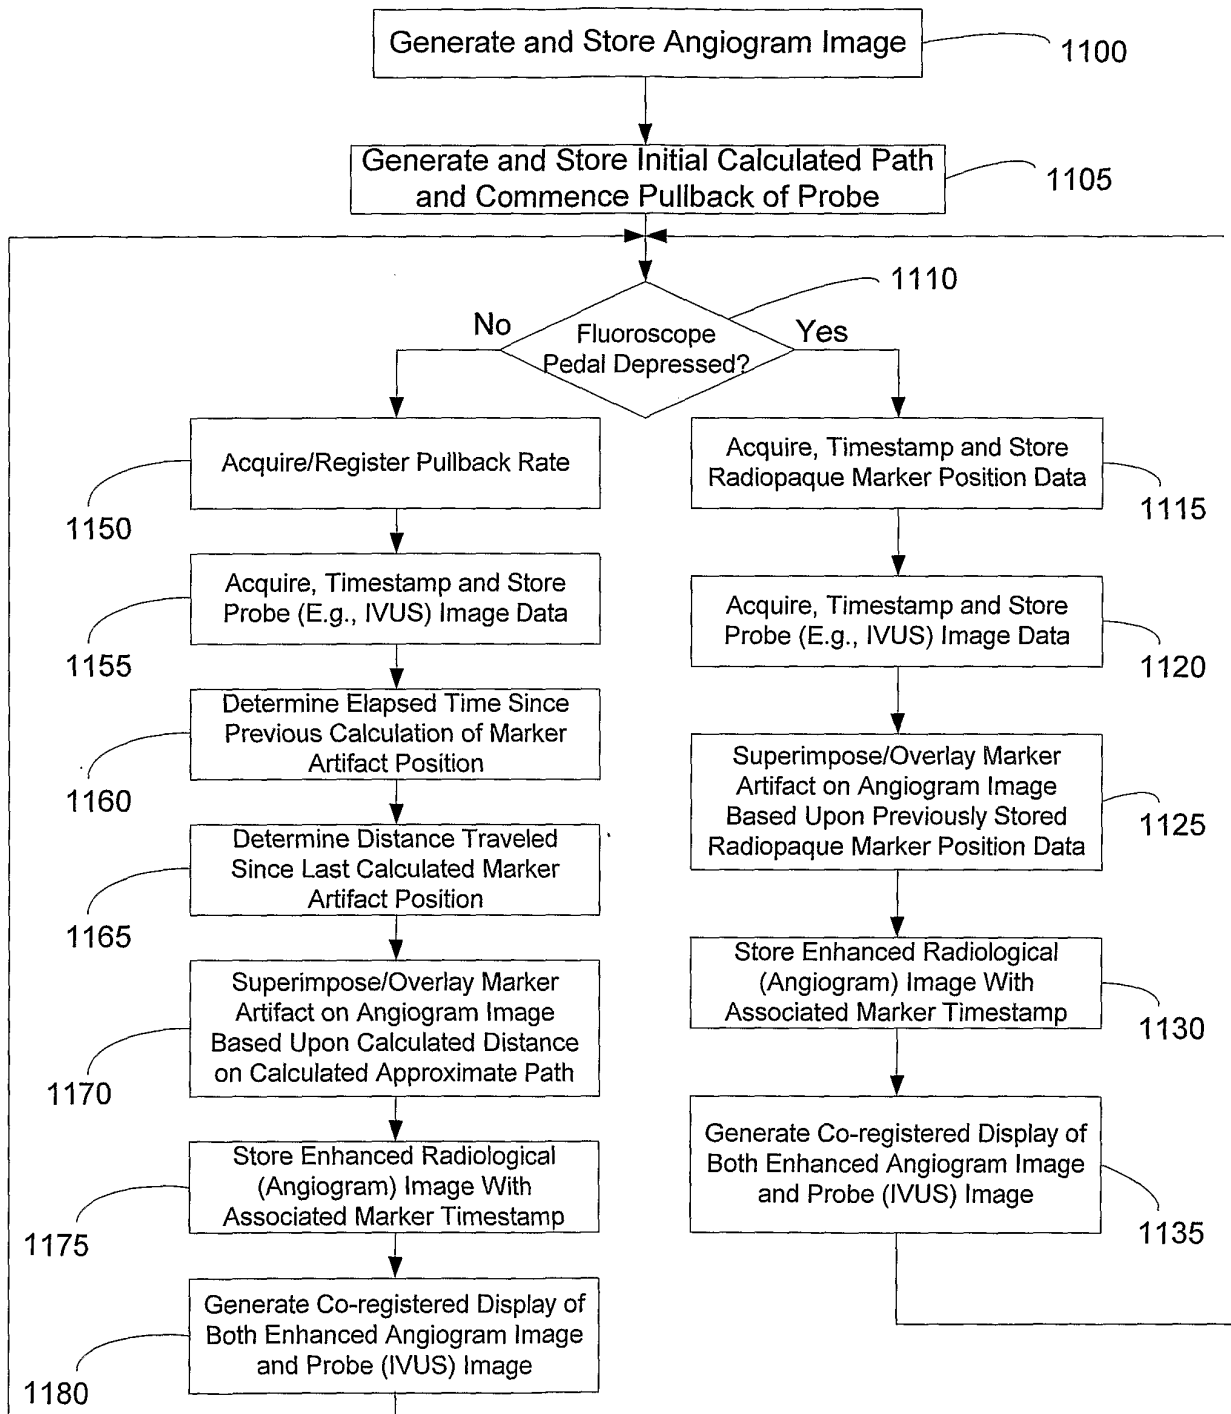 Generate and Store Angiogram Image
1100
Generate and Store Initial Calculated Path
and Commence Pullback of Probe
1105
1110
No
Fluoroscope
Pedal Depressed?
Yes
Acquire/Register Pullback Rate
1150
Acquire, Timestamp and Store
Probe (E.g., IVUS) Image Data
1155
Determine Elapsed Time Since
Previous Calculation of Marker
Artifact Position
1160
Determine Distance Traveled
Since Last Calculated Marker
Artifact Position
1165
Superimpose/Overlay Marker
Artifact on Angiogram Image
Based Upon Calculated Distance
on Calculated Approximate Path
1170
Store Enhanced Radiological
(Angiogram) Image With
Associated Marker Timestamp
1175
Generate Co-registered Display of
Both Enhanced Angiogram Image
and Probe (IVUS) Image
1180
Acquire, Timestamp and Store
Radiopaque Marker Position Data
1115
Acquire, Timestamp and Store
Probe (E.g., IVUS) Image Data
1120
Superimpose/Overlay Marker
Artifact on Angiogram Image
Based Upon Previously Stored
Radiopaque Marker Position Data
1125
Store Enhanced Radiological
(Angiogram) Image With
Associated Marker Timestamp
1130
Generate Co-registered Display of
Both Enhanced Angiogram Image
and Probe (IVUS) Image
1135